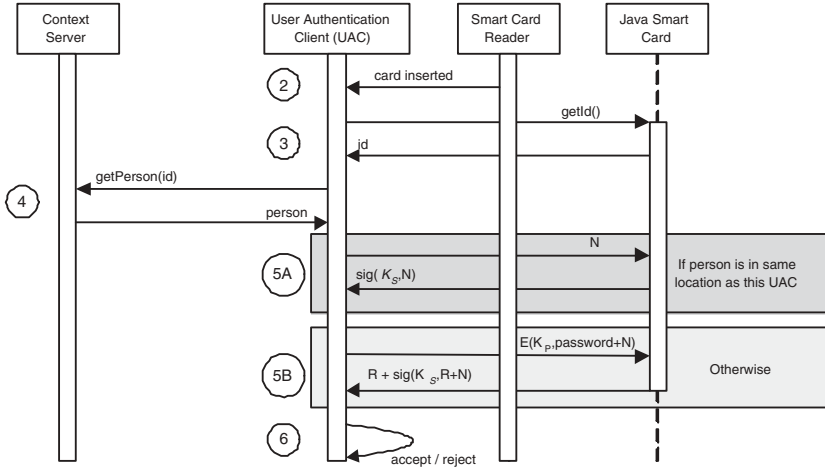 Context
Server
User Authentication
Client (UAC)
Smart Card
Reader
Java Smart
Card
2
card inserted
getId()
3
id
getPerson(id)
4
person
N
5A
sig( K_S,N)
If person is in same
location as this UAC
E(K_P,password+N)
5B
R + sig(K_S,R+N)
Otherwise
6
accept / reject